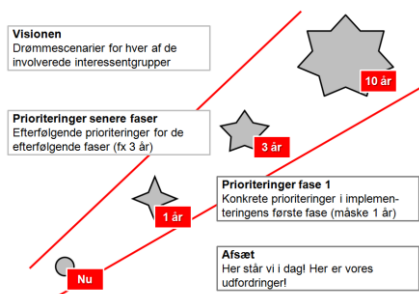 Visionen
Drømmescenarier for hver af de
involverede interessentgrupper
10 år
Prioriteringer senere faser
Efterfølgende prioriteringer for de
efterfølgende faser (fx 3 år)
3 år
Prioriteringer fase 1
Konkrete prioriteringer i implemen-
teringens første fase (måske 1 år)
1 år
Afsæt
Her står vi i dag! Her er vores
udfordringer!
Nu